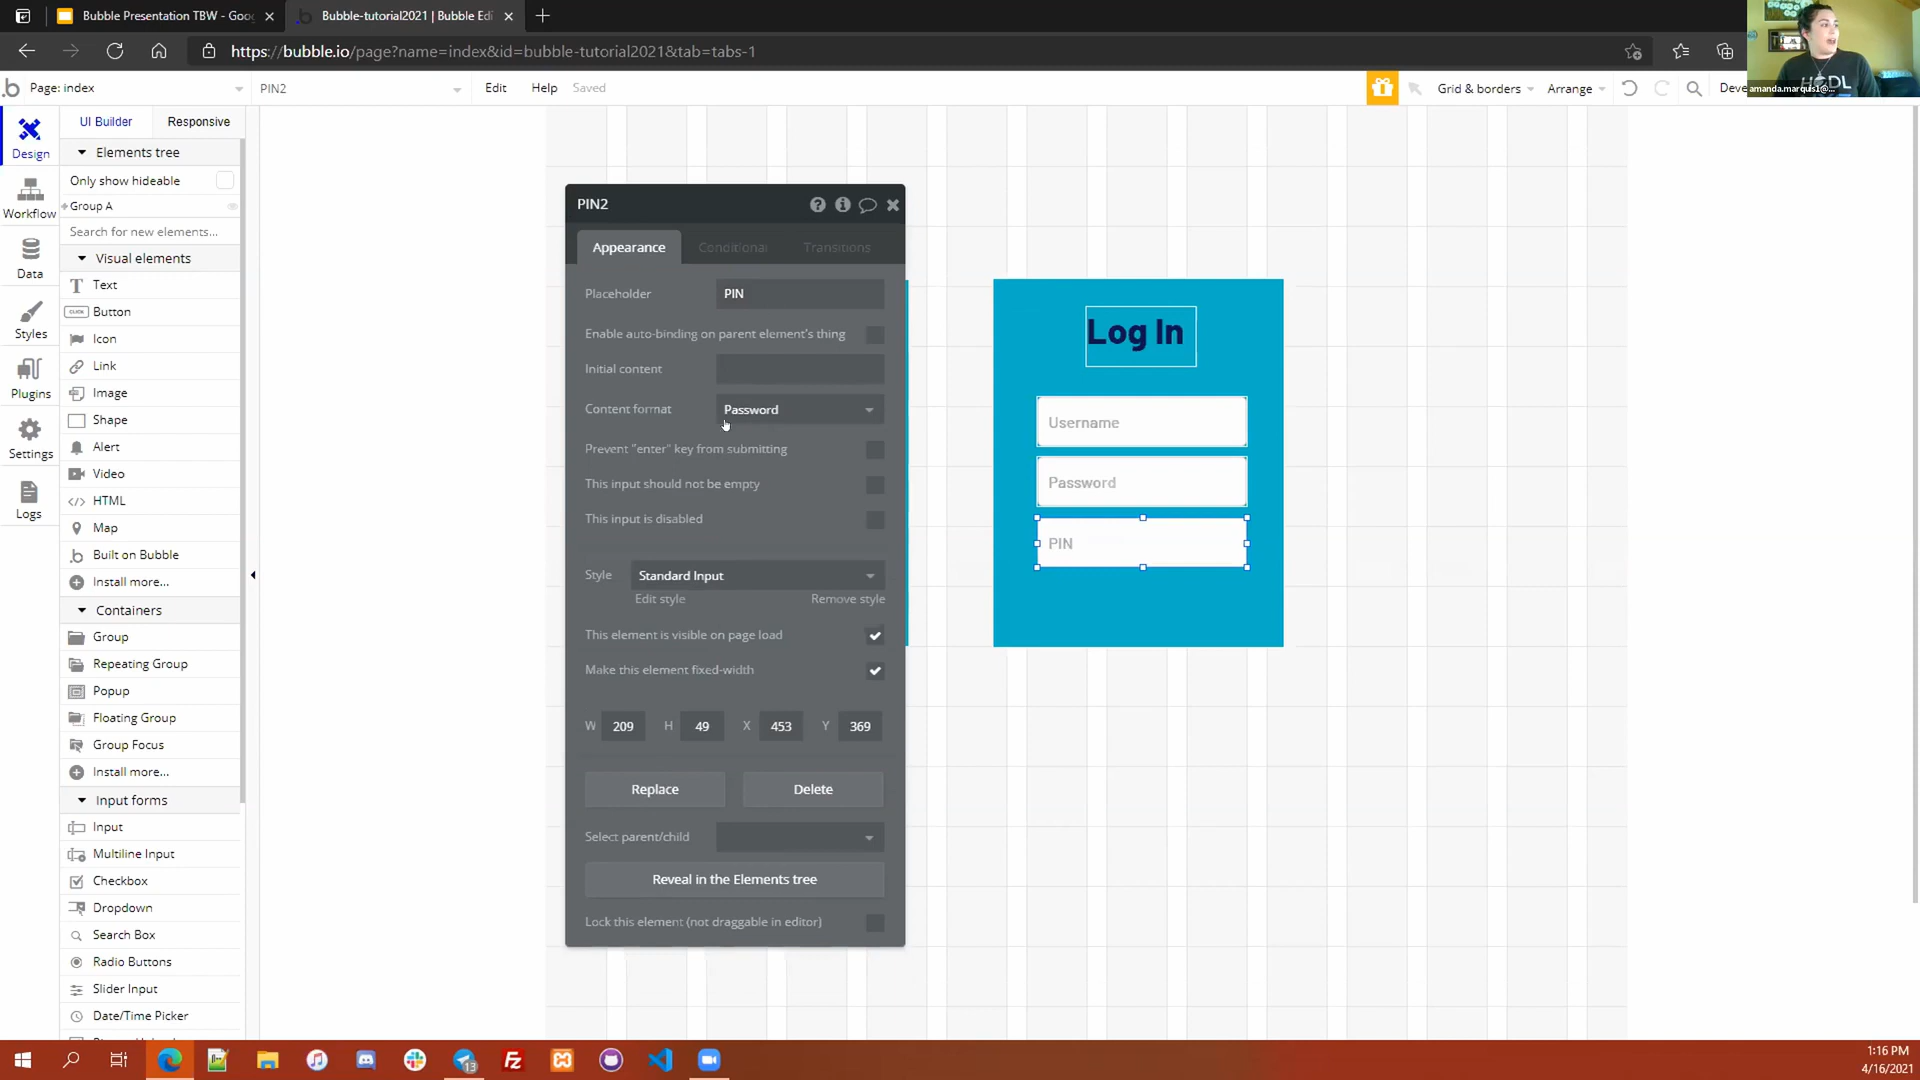 Bubble Presentation TBW - Goo
Bubble-tutorial2021 | Bubble Edi
https://bubble.io/page?name=index&id=bubble-tutorial2021&tab=tabs-1
Page: index
PIN2
Edit
Help
Saved
Grid & borders
Arrange
Deve
amanda.marquis1@...
UI Builder
Responsive
Design
Workflow
Data
Styles
Plugins
Settings
Logs
Elements tree
Only show hideable
Group A
Search for new elements...
Visual elements
Text
CLICK
Button
Icon
Link
Image
Shape
Alert
Video
HTML
Map
Built on Bubble
Install more...
Containers
Group
Repeating Group
Popup
Floating Group
Group Focus
Install more...
Input forms
Input
Multiline Input
Checkbox
Dropdown
Search Box
Radio Buttons
Slider Input
Date/Time Picker
PIN2
Appearance
Conditional
Transitions
Placeholder
PIN
Enable auto-binding on parent element's thing
Initial content
Content format
Password
Prevent "enter" key from submitting
This input should not be empty
This input is disabled
Style
Standard Input
Edit style
Remove style
This element is visible on page load
Make this element fixed-width
W 209 H 49 X 453 Y 369
Replace
Delete
Select parent/child
Reveal in the Elements tree
Lock this element (not draggable in editor)
Log In
Username
Password
PIN
13
1:16 PM
4/16/2021